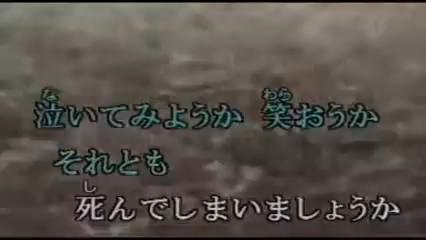 泣いてみようか 笑おうか
それとも
死んでしまいましょうか